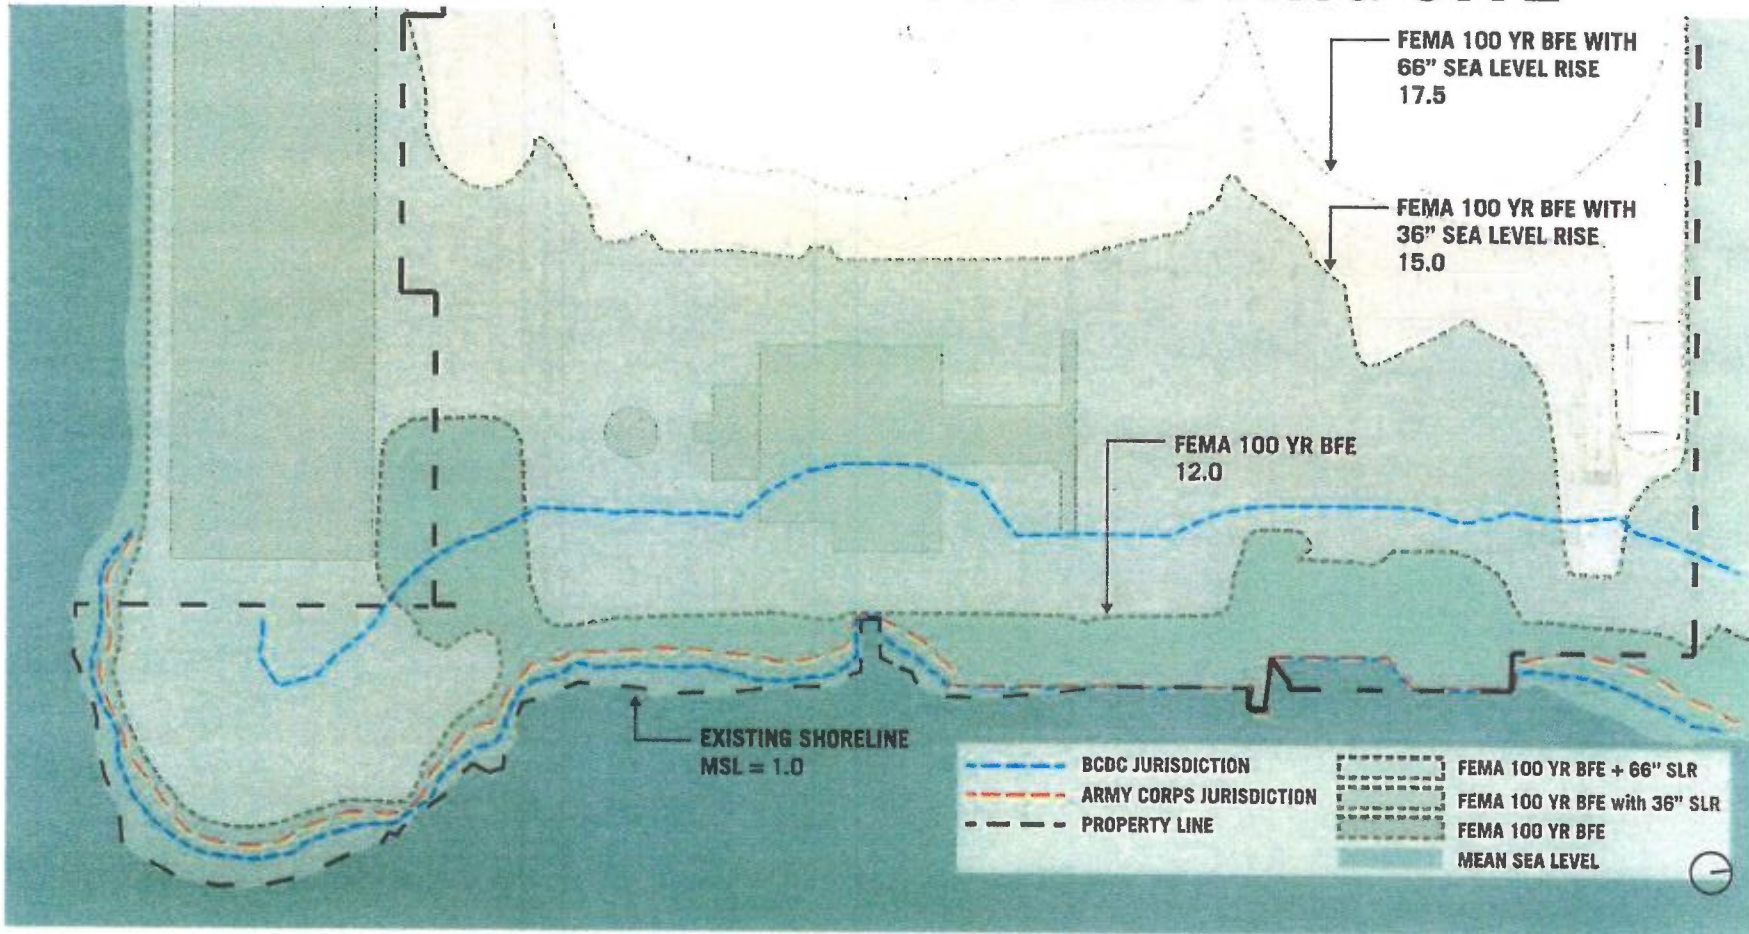 FEMA 100 YR BFE WITH
66" SEA LEVEL RISE
17.5
FEMA 100 YR BFE WITH
36" SEA LEVEL RISE
15.0
FEMA 100 YR BFE
12.0
EXISTING SHORELINE
MSL = 1.0
BCDC JURISDICTION
ARMY CORPS JURISDICTION
PROPERTY LINE
FEMA 100 YR BFE + 66" SLR
FEMA 100 YR BFE with 36" SLR
FEMA 100 YR BFE
MEAN SEA LEVEL